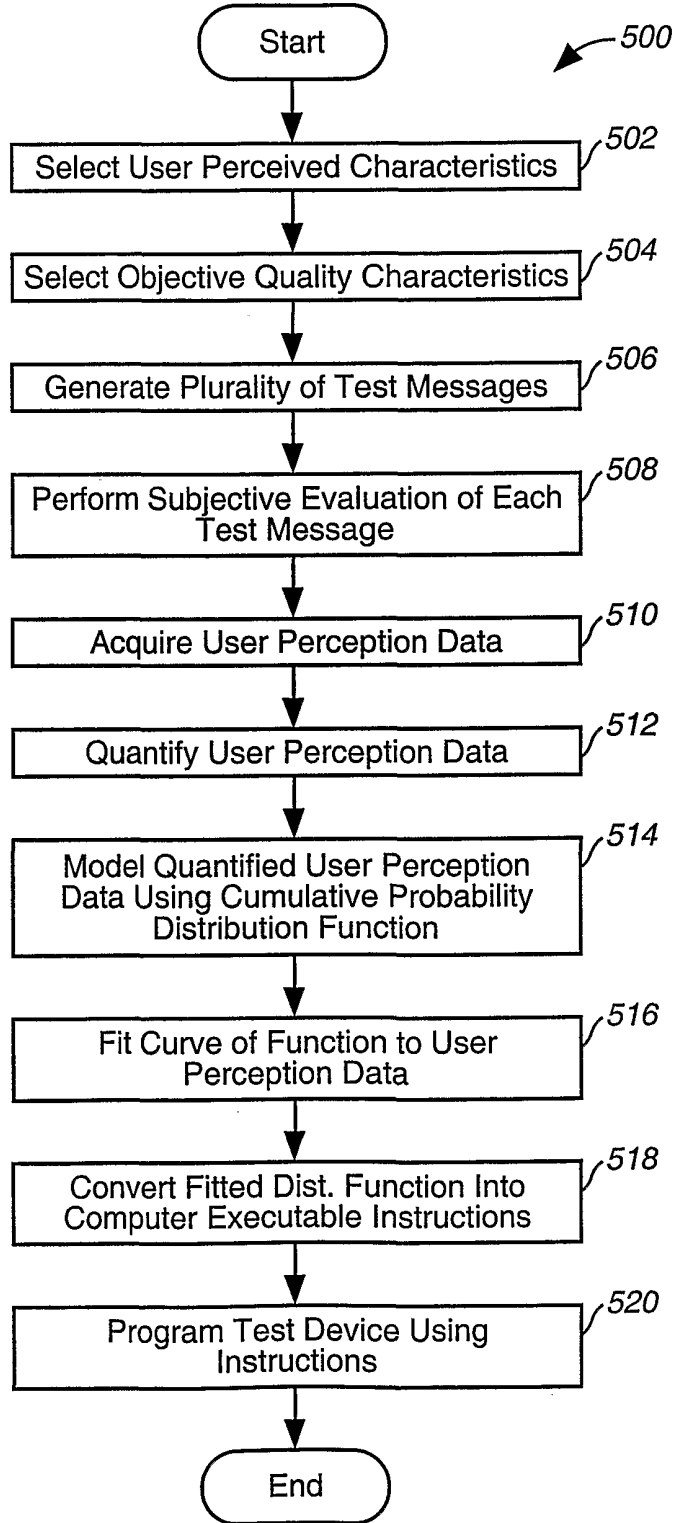 Start
500
502
Select User Perceived Characteristics
504
Select Objective Quality Characteristics
506
Generate Plurality of Test Messages
508
Perform Subjective Evaluation of Each
Test Message
510
Acquire User Perception Data
512
Quantify User Perception Data
514
Model Quantified User Perception
Data Using Cumulative Probability
Distribution Function
516
Fit Curve of Function to User
Perception Data
518
Convert Fitted Dist. Function Into
Computer Executable Instructions
520
Program Test Device Using
Instructions
End